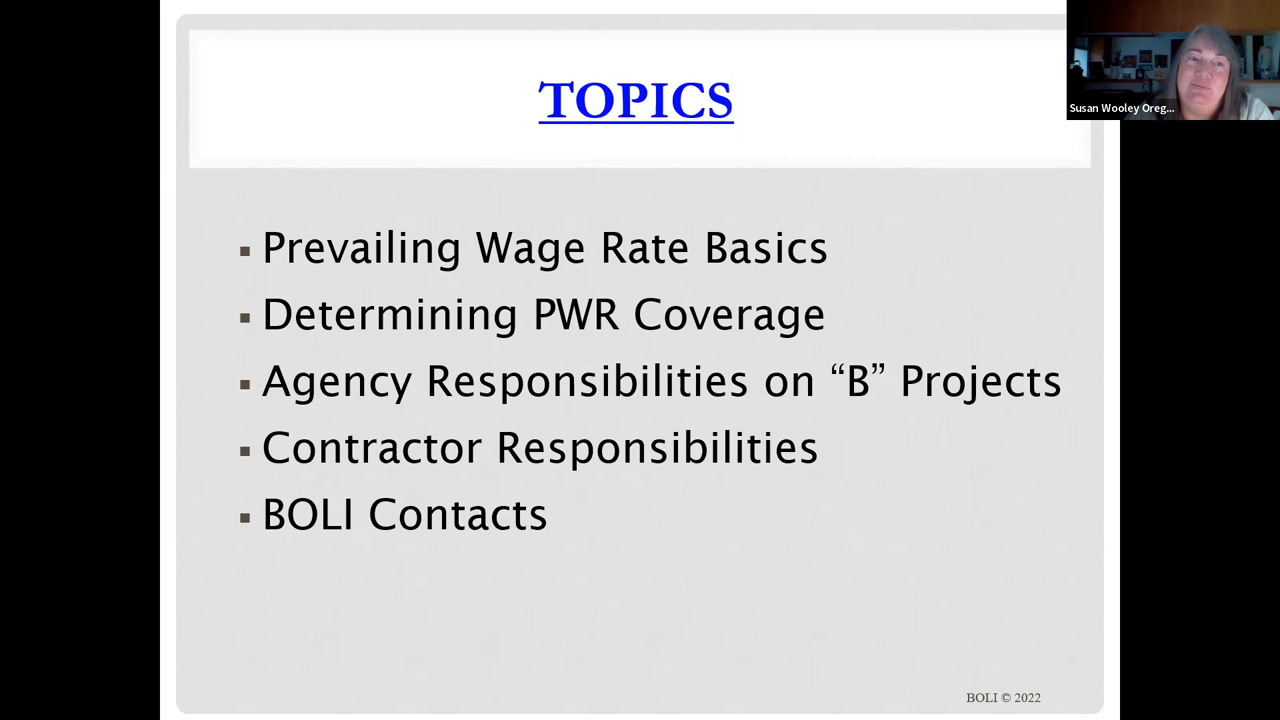 TOPICS
Susan Wooley Oreg...
▪ Prevailing Wage Rate Basics
▪ Determining PWR Coverage
▪ Agency Responsibilities on “B” Projects
▪ Contractor Responsibilities
▪ BOLI Contacts
BOLI © 2022